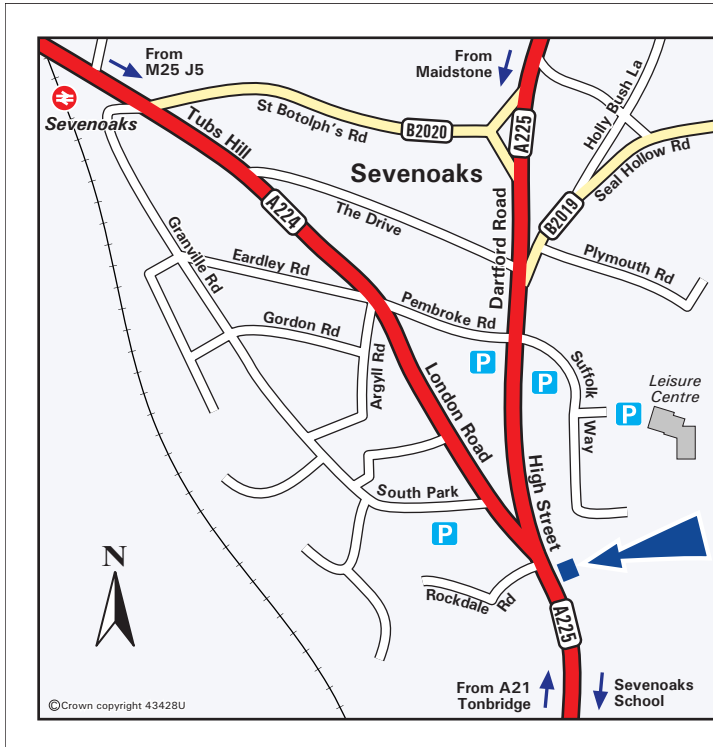 From
M25 J5
From
Maidstone
Sevenoaks
Tubs Hill
St Botolph's Rd
B2020
A225
Holly Bush La
Seal Hollow Rd
Sevenoaks
B2019
A224
The Drive
Dartford Road
Granville Rd
Eardley Rd
Plymouth Rd
Pembroke Rd
Gordon Rd
Argyll Rd
P
P
Suffolk
Way
P
Leisure
Centre
London Road
High Street
South Park
P
N
Rockdale Rd
A225
From A21
Tonbridge
Sevenoaks
School
©Crown copyright 43428U